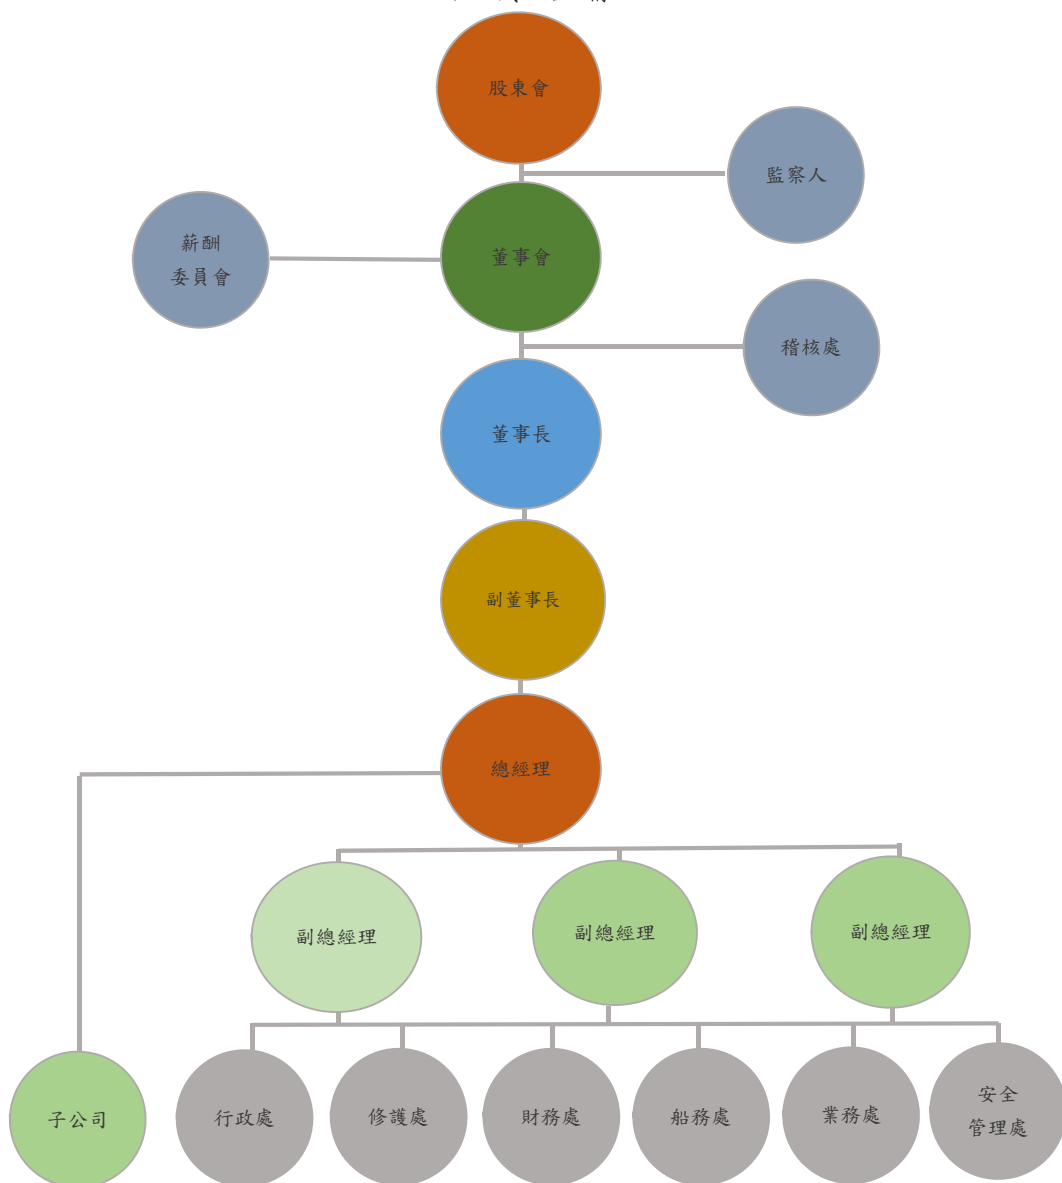 股東會
監察人
薪酬
委員會
董事會
稽核處
董事長
副董事長
總經理
副總經理
副總經理
副總經理
子公司
行政處
修護處
財務處
船務處
業務處
安全
管理處